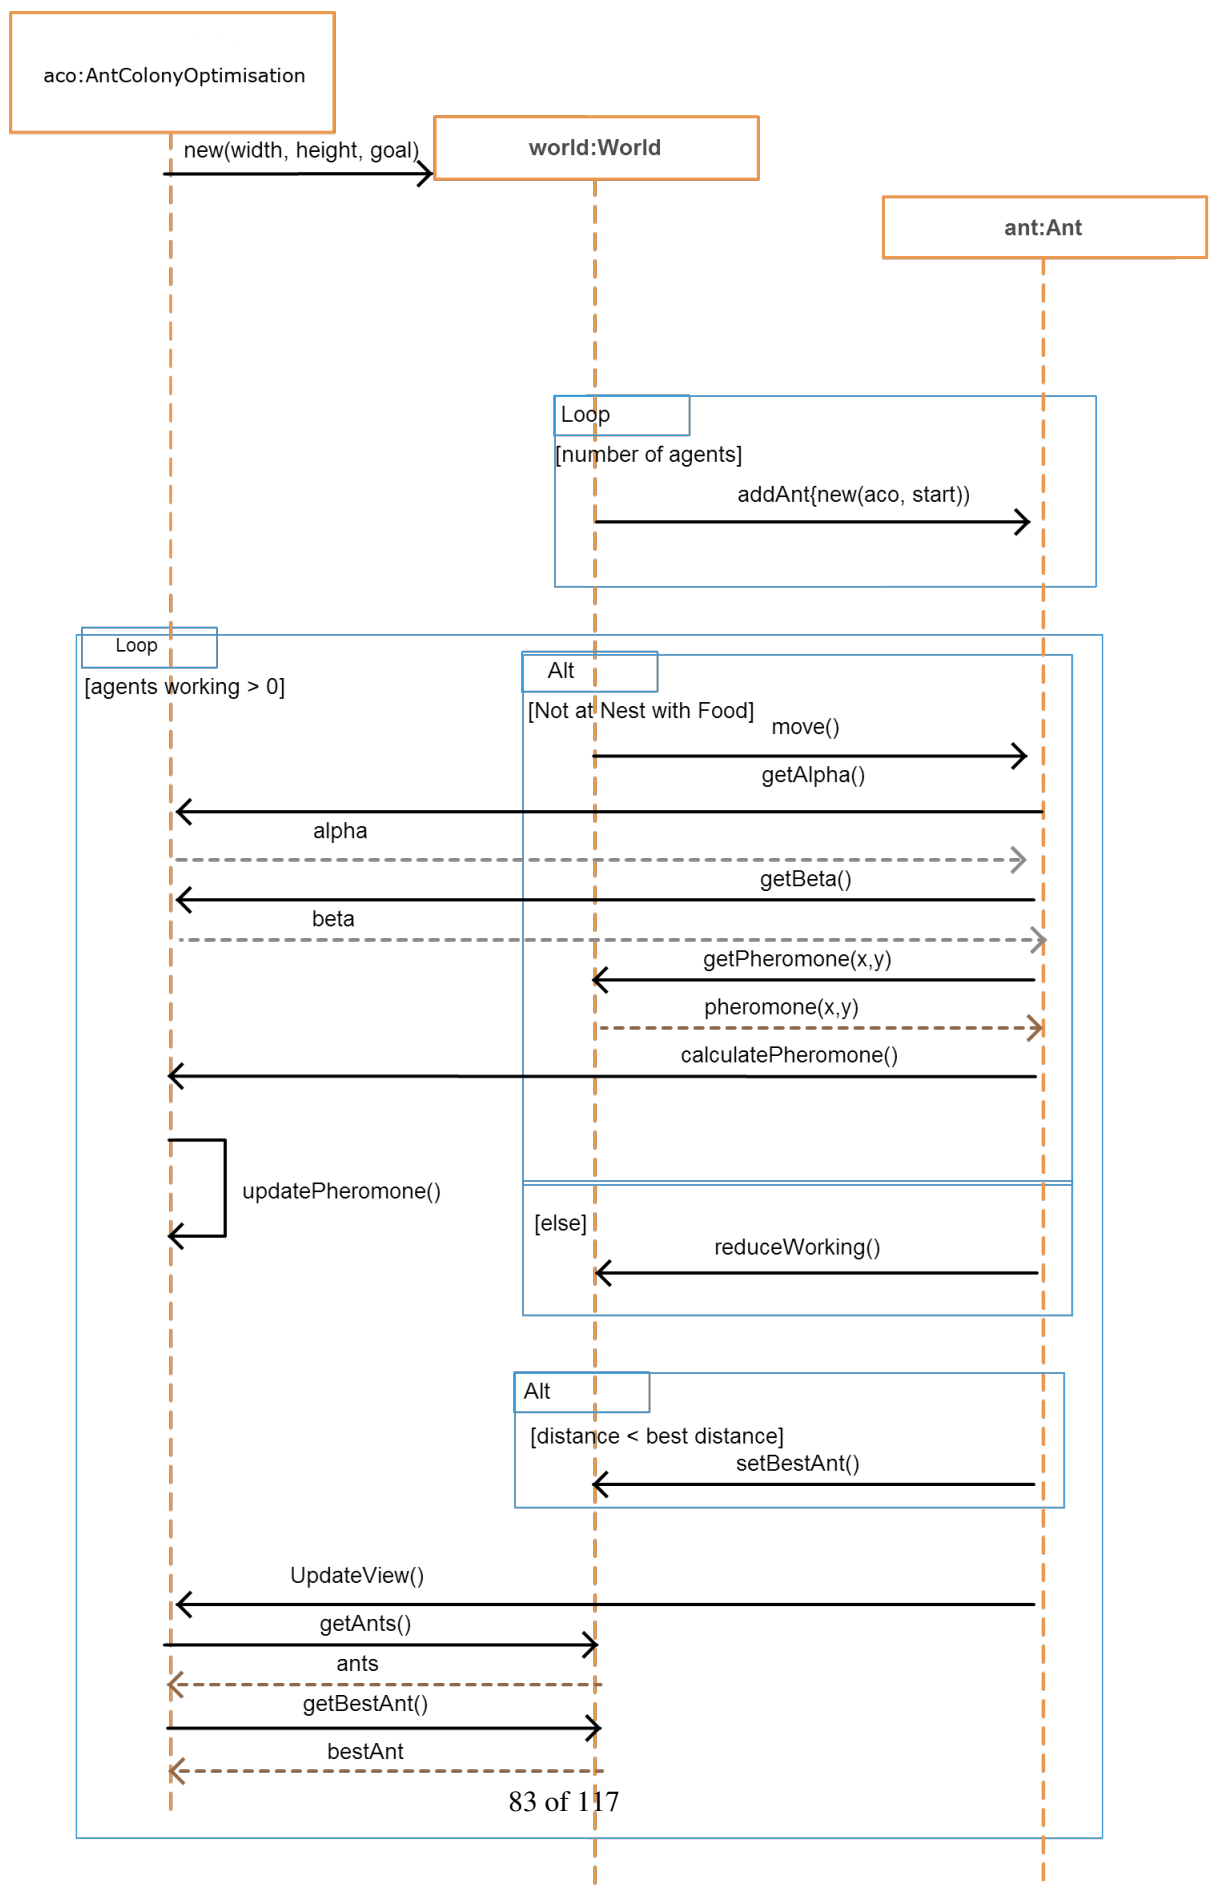 aco:AntColonyOptimisation
new(width, height, goal)
world:World
ant:Ant
Loop
[number of agents]
addAnt{new(aco, start))
Loop
[agents working > 0]
Alt
[Not at Nest with Food]
move()
getAlpha()
alpha
getBeta()
beta
getPheromone(x,y)
pheromone(x,y)
calculatePheromone()
updatePheromone()
[else]
reduceWorking()
Alt
[distance < best distance]
setBestAnt()
UpdateView()
getAnts()
ants
getBestAnt()
bestAnt
83 of 117